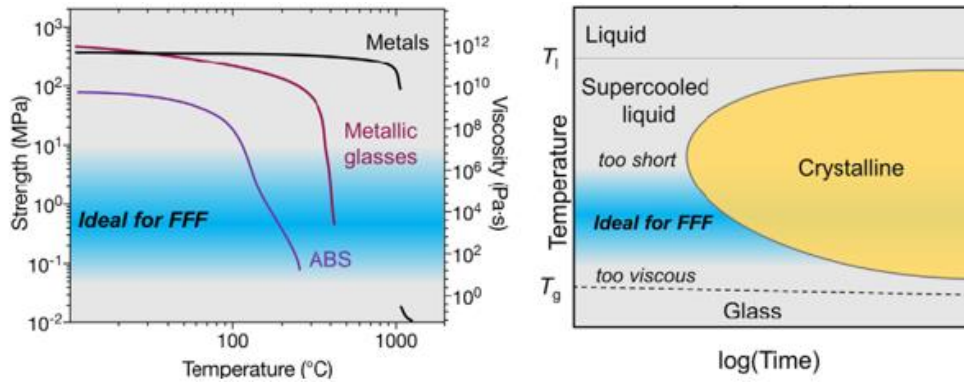 Strength (MPa)
10³
10²
10¹
10⁰
10⁻¹
10⁻²
Metals
Metallic
glasses
Ideal for FFF
ABS
10¹²
10¹⁰
10⁸
10⁶
10⁴
10²
10⁰
Viscosity (Pa·s)
100
1000
Temperature (°C)
Temperature
Tₗ
T_g
Liquid
Supercooled
liquid
too short
Crystalline
Ideal for FFF
too viscous
Glass
log(Time)